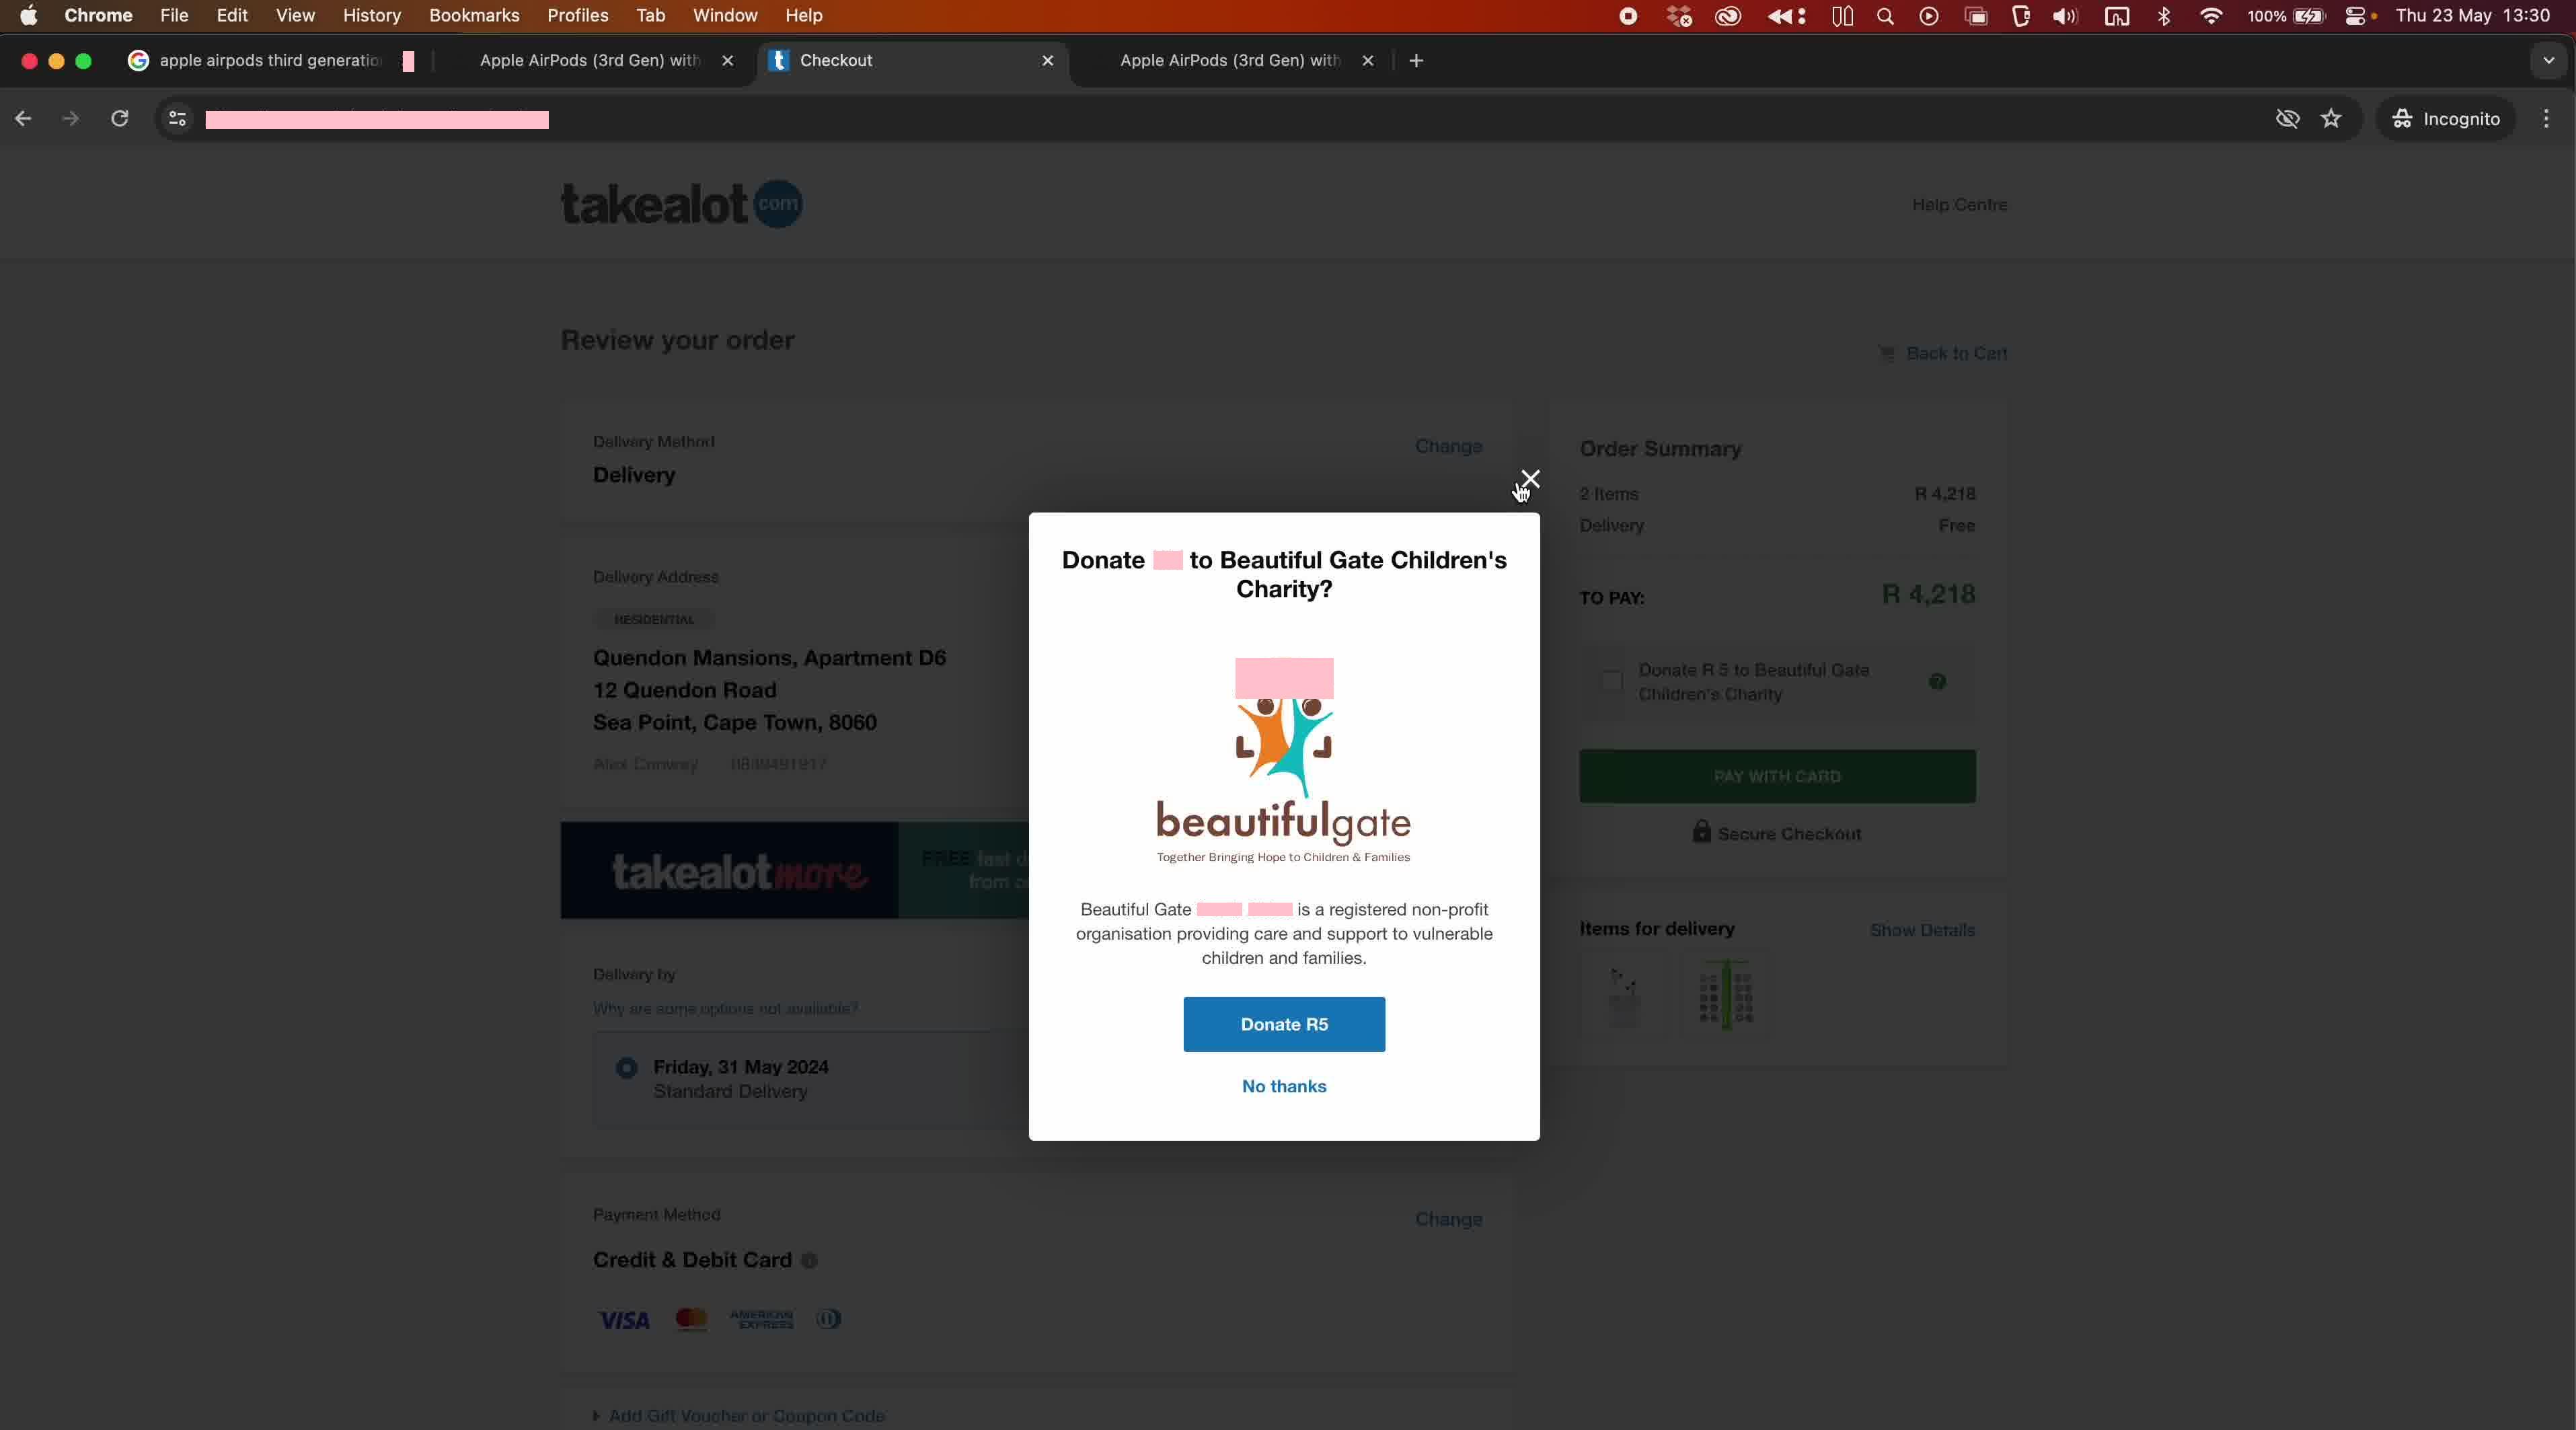 Chrome File Edit View History Bookmarks Profiles Tab Window Help 100% Thu 23 May 13:30
apple airpods third generation Apple AirPods (3rd Gen) with Checkout Apple AirPods (3rd Gen) with
Incognito
takealot com
Help Centre
Review your order
Back to Cart
Delivery Method
Change
Delivery
Delivery Address
RESIDENTIAL
Quendon Mansions, Apartment D6
12 Quendon Road
Sea Point, Cape Town, 8060
takealot more
FREE fast d
from co
Delivery by
Why are some options not available?
Friday, 31 May 2024
Standard Delivery
Payment Method
Change
Credit & Debit Card
VISA AMERICAN EXPRESS
Add Gift Voucher or Coupon Code
Donate to Beautiful Gate Children's
Charity?
beautifulgate
Together Bringing Hope to Children & Families
Beautiful Gate is a registered non-profit
organisation providing care and support to vulnerable
children and families.
Donate R5
No thanks
Order Summary
2 Items R 4,218
Delivery Free
TO PAY: R 4,218
Donate R 5 to Beautiful Gate
Children's Charity
PAY WITH CARD
Secure Checkout
Items for delivery Show Details